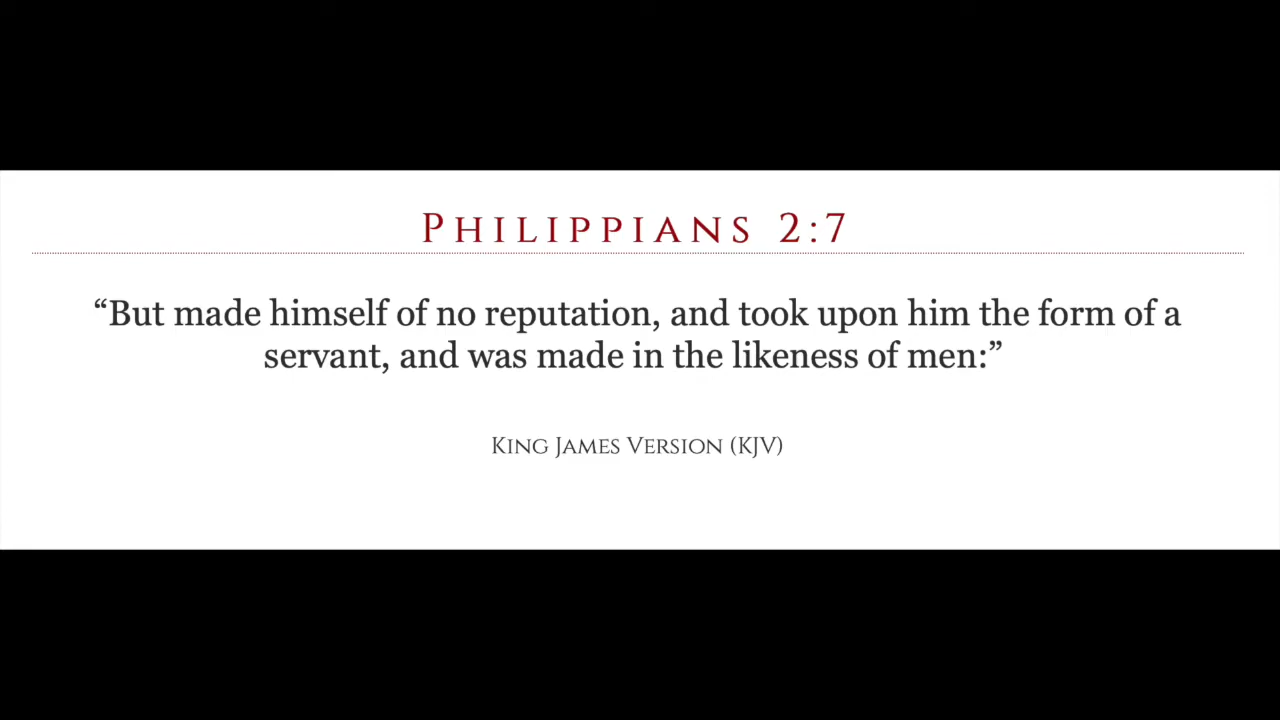 PHILIPPIANS 2:7
“But made himself of no reputation, and took upon him the form of a
servant, and was made in the likeness of men:”
KING JAMES VERSION (KJV)